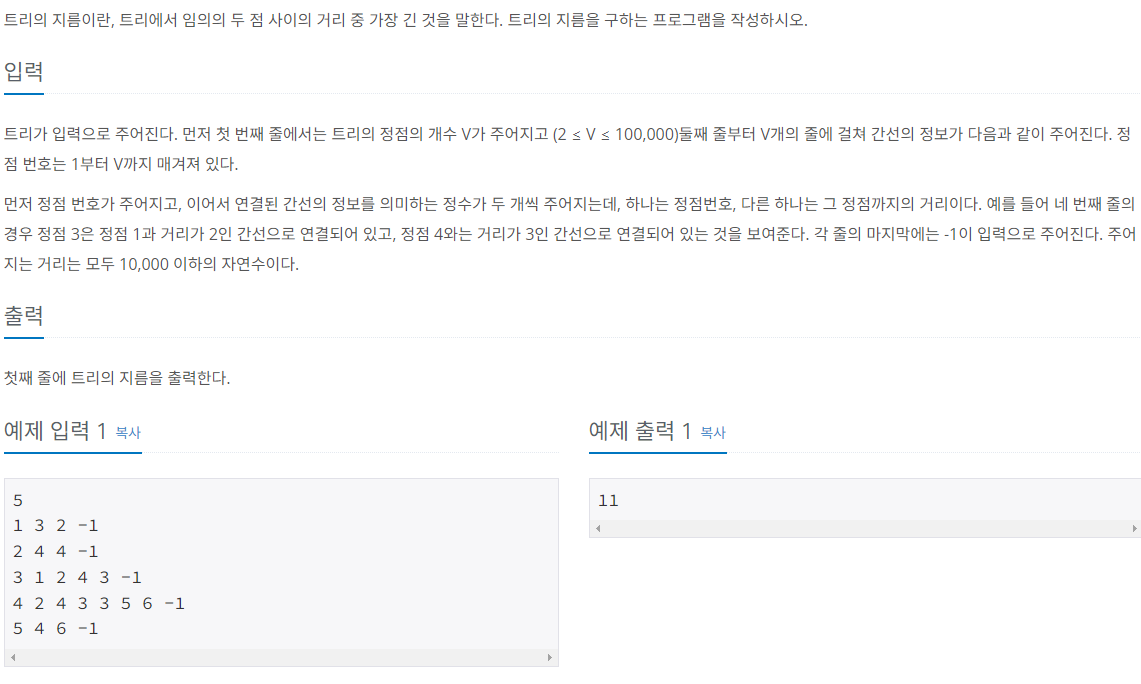 트리의 지름이란, 트리에서 임의의 두 점 사이의 거리 중 가장 긴 것을 말한다. 트리의 지름을 구하는 프로그램을 작성하시오.
입력
트리가 입력으로 주어진다. 먼저 첫 번째 줄에서는 트리의 정점의 개수 V가 주어지고 (2 ≤ V ≤ 100,000)둘째 줄부터 V개의 줄에 걸쳐 간선의 정보가 다음과 같이 주어진다. 정
점 번호는 1부터 V까지 매겨져 있다.
먼저 정점 번호가 주어지고, 이어서 연결된 간선의 정보를 의미하는 정수가 두 개씩 주어지는데, 하나는 정점번호, 다른 하나는 그 정점까지의 거리이다. 예를 들어 네 번째 줄의
경우 정점 3은 정점 1과 거리가 2인 간선으로 연결되어 있고, 정점 4와는 거리가 3인 간선으로 연결되어 있는 것을 보여준다. 각 줄의 마지막에는 -1이 입력으로 주어진다. 주어
지는 거리는 모두 10,000 이하의 자연수이다.
출력
첫째 줄에 트리의 지름을 출력한다.
예제 입력 1 복사
5
1 3 2 -1
2 4 4 -1
3 1 2 4 3 -1
4 2 4 3 3 5 6 -1
5 4 6 -1
예제 출력 1 복사
11